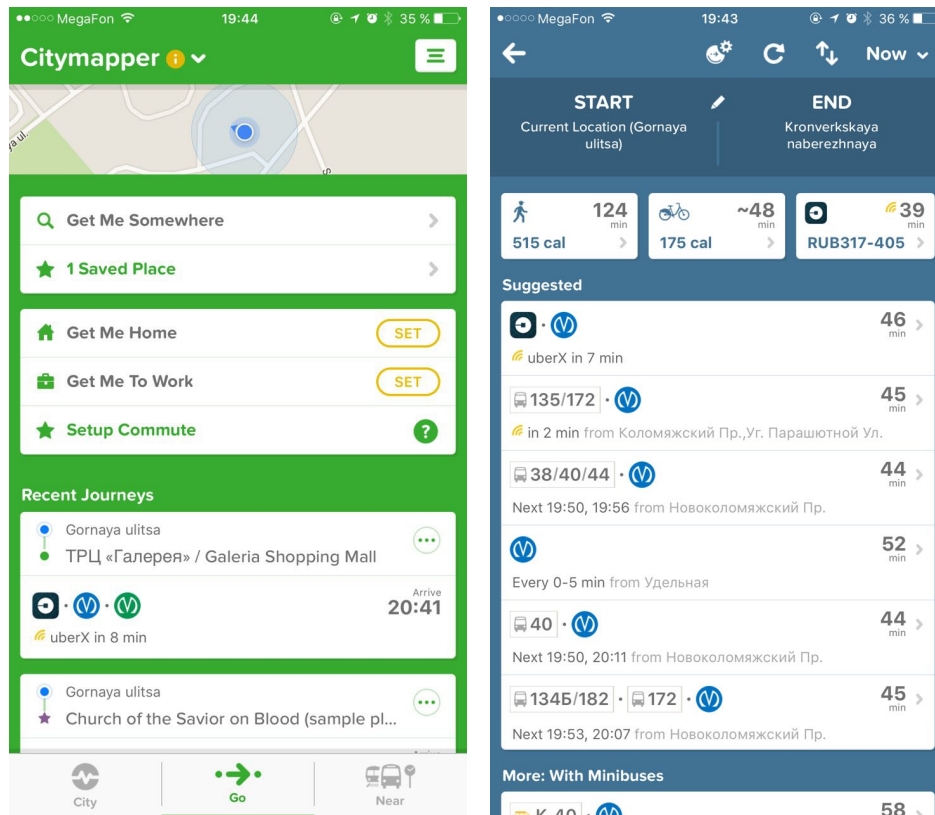 MegaFon 19:44 35 %
Citymapper
ул.
Get Me Somewhere
1 Saved Place
Get Me Home SET
Get Me To Work SET
Setup Commute ?
Recent Journeys
Gornaya ulitsa
ТРЦ «Галерея» / Galeria Shopping Mall
Arrive
20:41
uberX in 8 min
Gornaya ulitsa
Church of the Savior on Blood (sample pl...
City
Go
Near
MegaFon 19:43 36 %
Now
START
Current Location (Gornaya
ulitsa)
END
Kronverkskaya
naberezhnaya
124
min
515 cal
~48
min
175 cal
39
min
RUB317-405
Suggested
46
min
uberX in 7 min
135/172 45
min
in 2 min from Коломяжский Пр.,Уг. Парашютной Ул.
38/40/44 44
min
Next 19:50, 19:56 from Новоколомяжский Пр.
52
min
Every 0-5 min from Удельная
40 44
min
Next 19:50, 20:11 from Новоколомяжский Пр.
134Б/182 · 172 45
min
Next 19:53, 20:07 from Новоколомяжский Пр.
More: With Minibuses
К-40 58